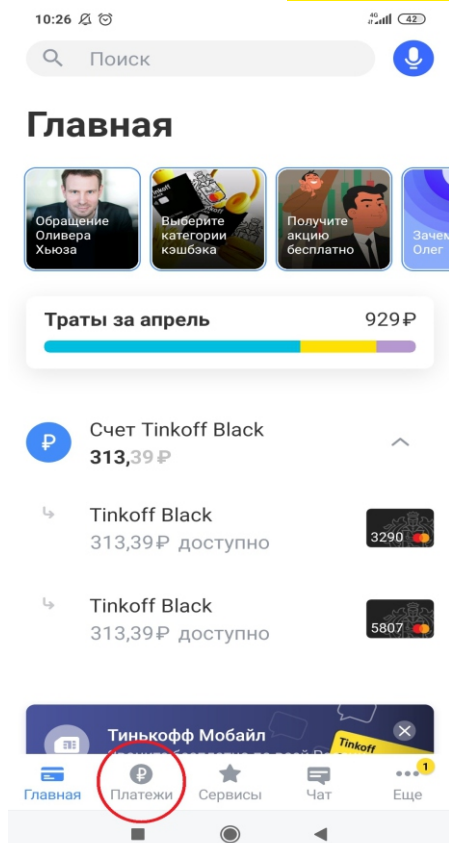 10:26
4G
42
Поиск
Главная
Обращение
Оливера
Хьюза
Выберите
категории
кэшбэка
Получите
акцию
бесплатно
Зачем
Олег
Траты за апрель 929 ₽
₽
Счет Tinkoff Black
313,39 ₽
Tinkoff Black
313,39 ₽ доступно
3290
Tinkoff Black
313,39 ₽ доступно
5807
Тинькофф Мобайл
Tinkoff
₽
1
Главная Платежи Сервисы Чат Еще